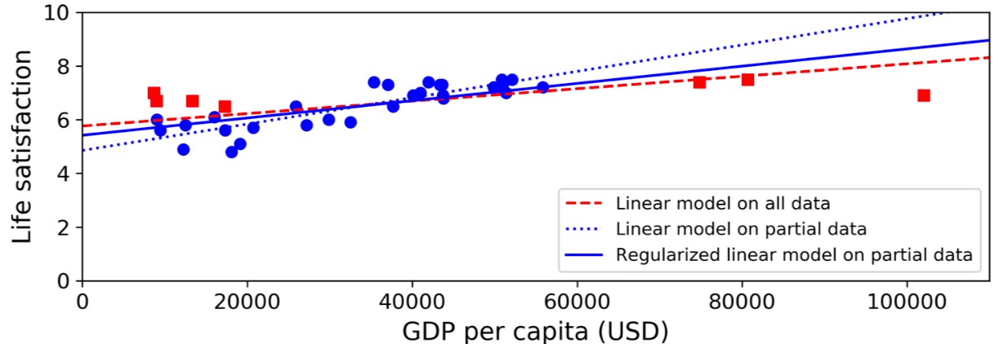 10
8
6
4
2
0
Life satisfaction
Linear model on all data
Linear model on partial data
Regularized linear model on partial data
0 20000 40000 60000 80000 100000
GDP per capita (USD)